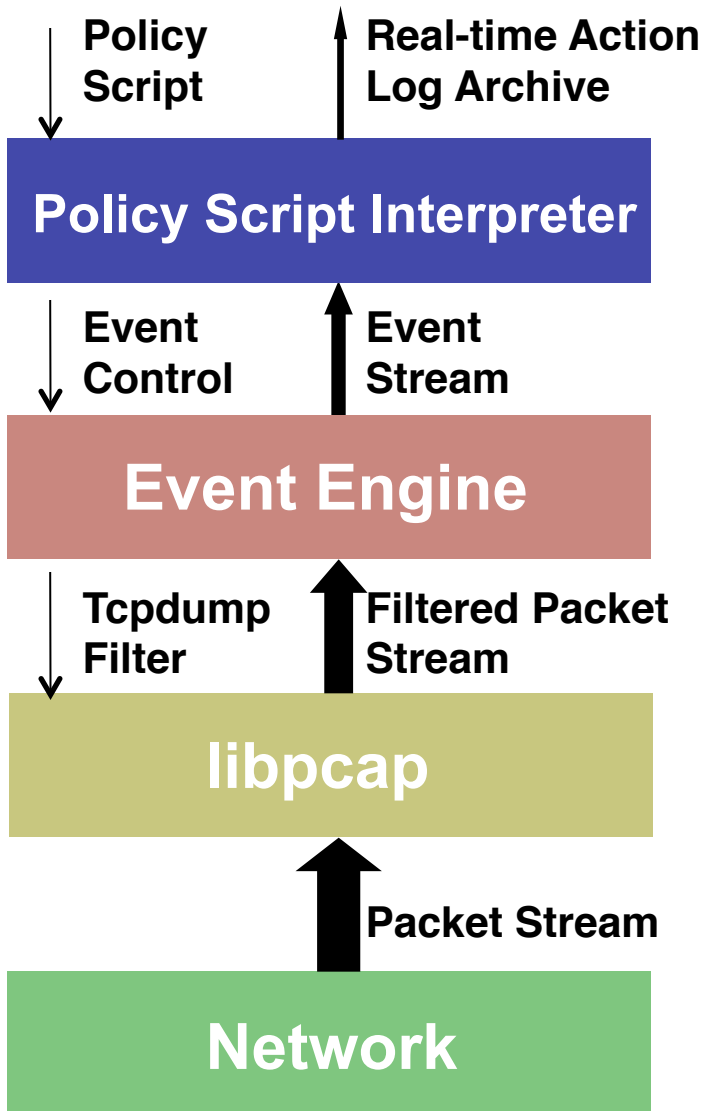 Policy
Script
Real-time Action
Log Archive
Policy Script Interpreter
Event
Control
Event
Stream
Event Engine
Tcpdump
Filter
Filtered Packet
Stream
libpcap
Packet Stream
Network